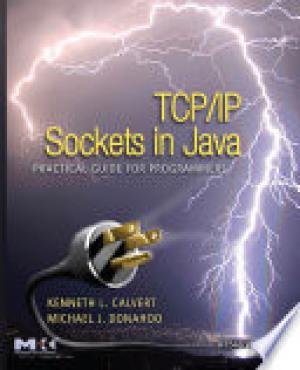 TCP/IP
Sockets in Java
PRACTICAL GUIDE FOR PROGRAMMERS
KENNETH L. CALVERT
MICHAEL J. DONAHOO